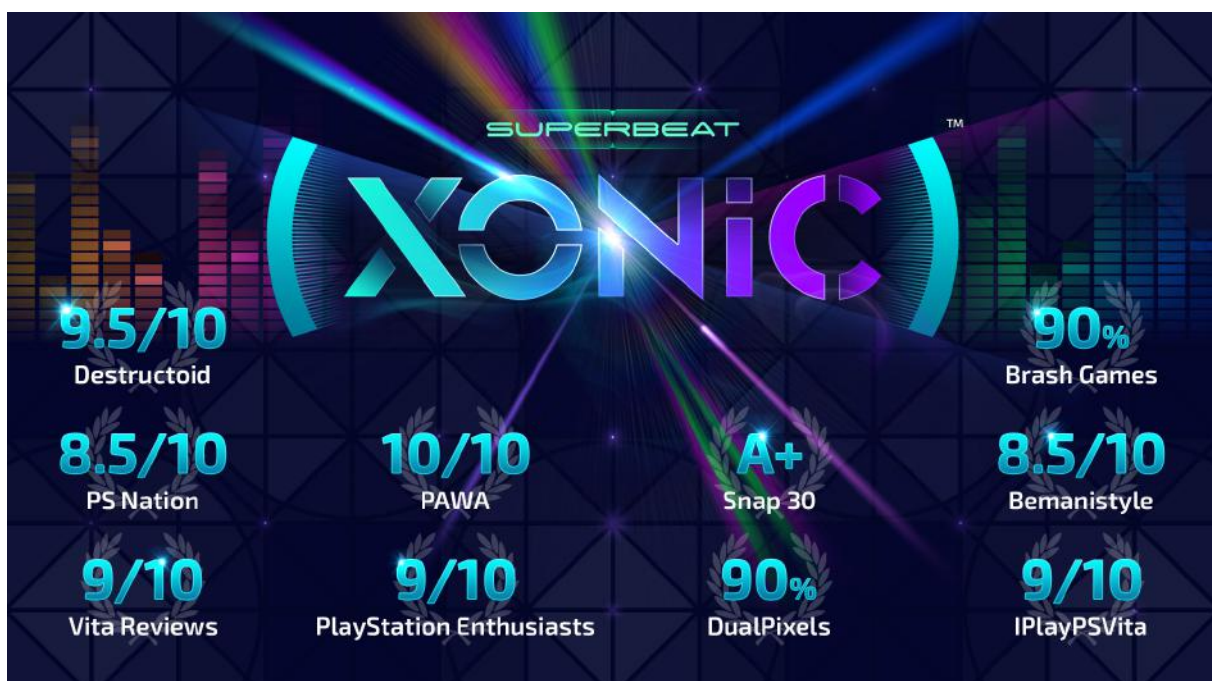 SUPERBEAT
TM
XONiC
9.5/10
Destructoid
90%
Brash Games
8.5/10
PS Nation
10/10
PAWA
A+
Snap 30
8.5/10
Bemanistyle
9/10
Vita Reviews
9/10
PlayStation Enthusiasts
90%
DualPixels
9/10
IPlayPSVita